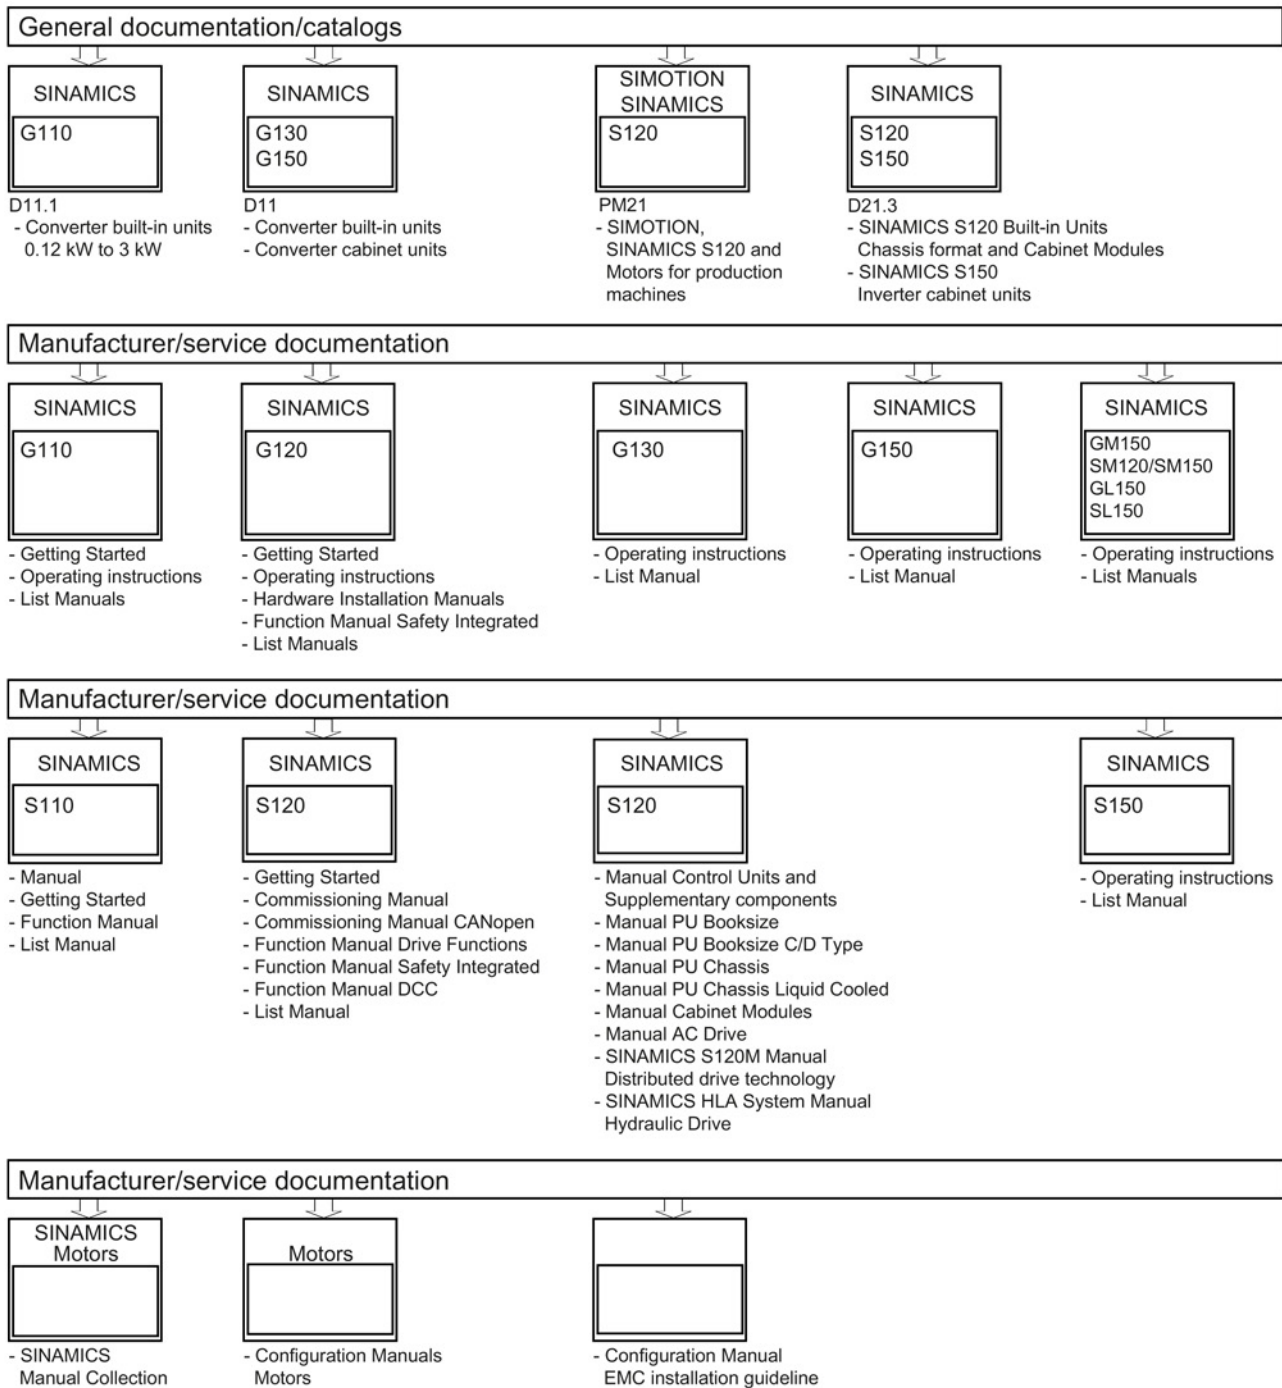 General documentation/catalogs
SINAMICS
G110
D11.1
- Converter built-in units
0.12 kW to 3 kW
SINAMICS
G130
G150
D11
- Converter built-in units
- Converter cabinet units
SIMOTION
SINAMICS
S120
PM21
- SIMOTION,
SINAMICS S120 and
Motors for production
machines
SINAMICS
S120
S150
D21.3
- SINAMICS S120 Built-in Units
Chassis format and Cabinet Modules
- SINAMICS S150
Inverter cabinet units
Manufacturer/service documentation
SINAMICS
G110
- Getting Started
- Operating instructions
- List Manuals
SINAMICS
G120
- Getting Started
- Operating instructions
- Hardware Installation Manuals
- Function Manual Safety Integrated
- List Manuals
SINAMICS
G130
- Operating instructions
- List Manual
SINAMICS
G150
- Operating instructions
- List Manual
SINAMICS
GM150
SM120/SM150
GL150
SL150
- Operating instructions
- List Manuals
Manufacturer/service documentation
SINAMICS
S110
- Manual
- Getting Started
- Function Manual
- List Manual
SINAMICS
S120
- Getting Started
- Commissioning Manual
- Commissioning Manual CANopen
- Function Manual Drive Functions
- Function Manual Safety Integrated
- Function Manual DCC
- List Manual
SINAMICS
S120
- Manual Control Units and
Supplementary components
- Manual PU Booksize
- Manual PU Booksize C/D Type
- Manual PU Chassis
- Manual PU Chassis Liquid Cooled
- Manual Cabinet Modules
- Manual AC Drive
- SINAMICS S120M Manual
Distributed drive technology
- SINAMICS HLA System Manual
Hydraulic Drive
SINAMICS
S150
- Operating instructions
- List Manual
Manufacturer/service documentation
SINAMICS
Motors
- SINAMICS
Manual Collection
Motors
- Configuration Manuals
Motors
- Configuration Manual
EMC installation guideline